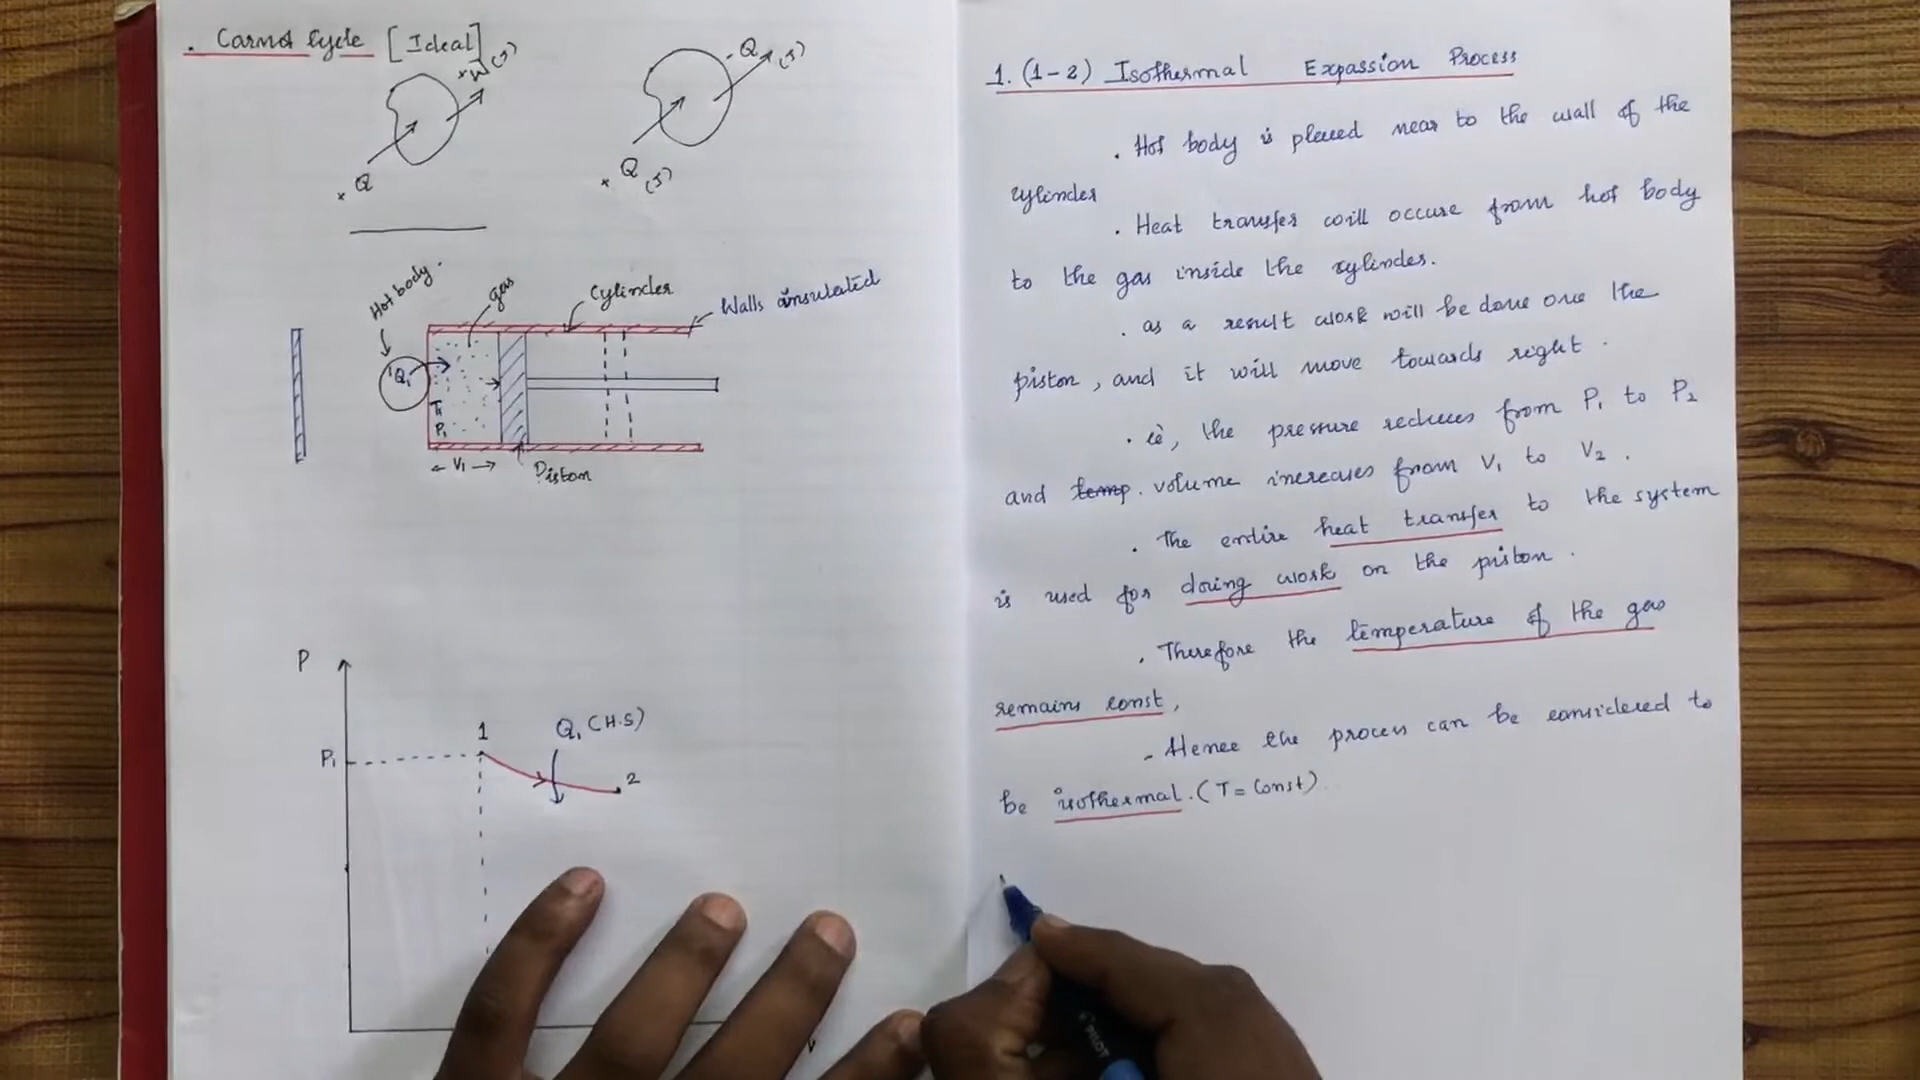 . Carnot Cycle [Ideal]
+W (J)
+ Q
- Q (J)
+ Q (J)
Hot body.
gas
Cylinder
Walls insulated
Q1
T1
P1
← V1 →
Piston
P
P1
1
Q1 (H.S)
2
1. (1-2) Isothermal Expassion Process
. Hot body is placed near to the wall of the
cylinder
. Heat transfer will occure from hot body
to the gas inside the cylinder.
. as a result work will be done one the
piston, and it will move towards right.
. ie, the pressure reduces from P1 to P2
and temp. volume increases from V1 to V2.
. The entire heat transfer to the system
is used for doing work on the piston.
. Therefore the temperature of the gas
remains const,
- Hence the process can be considered to
be isothermal. (T = Const)